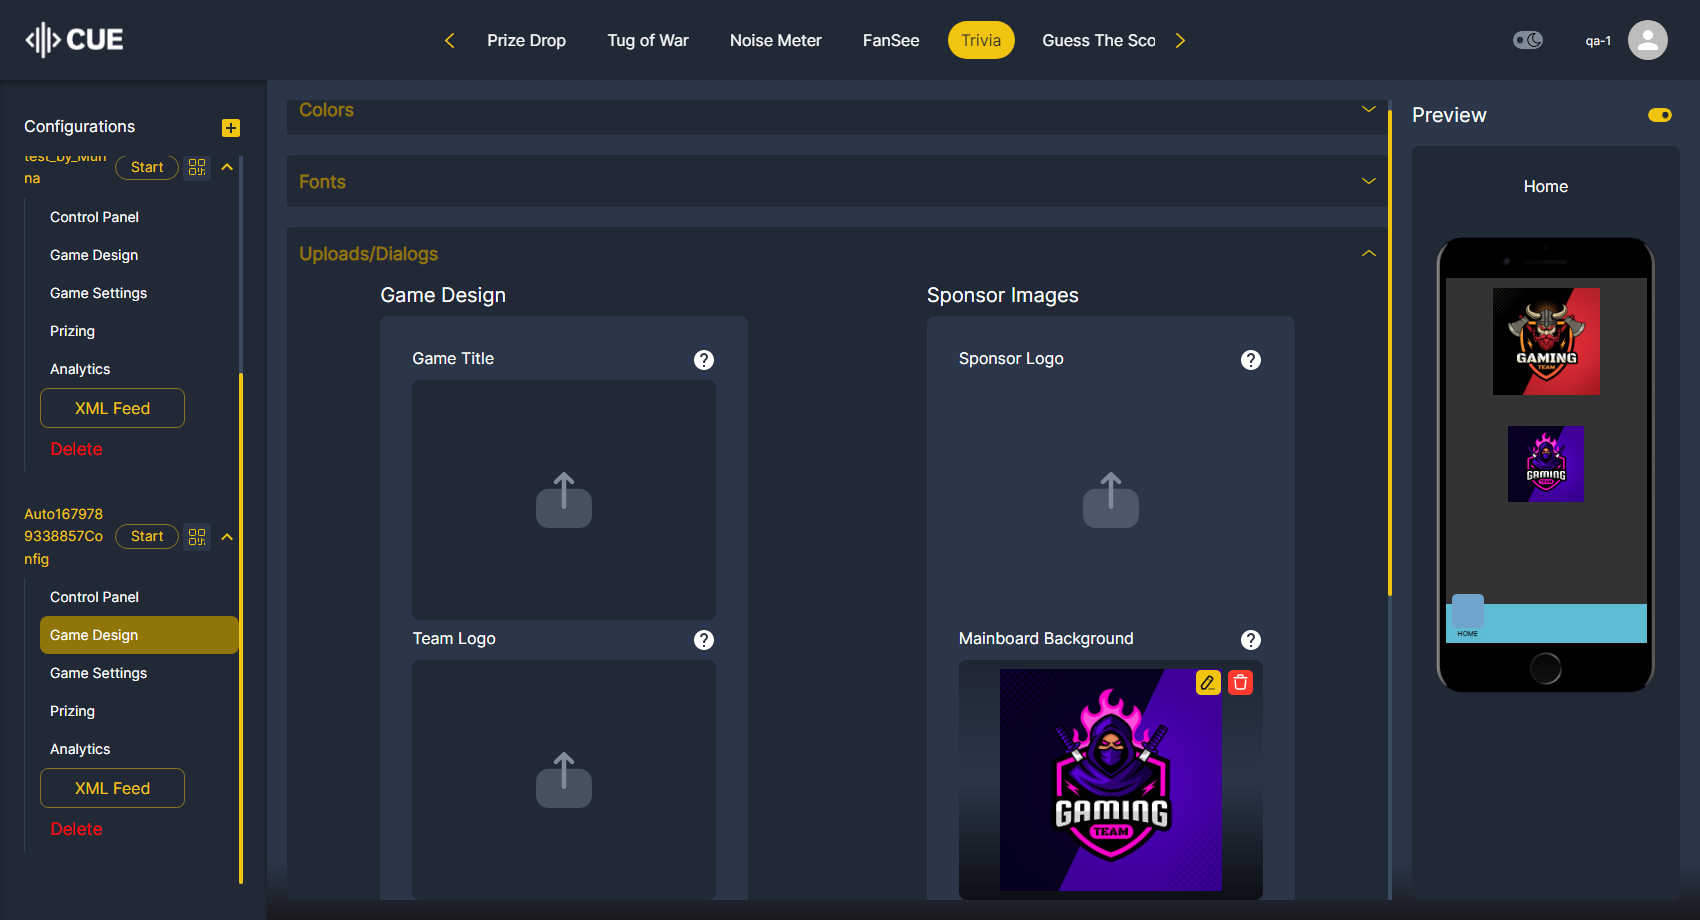 CUE
Prize Drop
Tug of War
Noise Meter
FanSee
Trivia
Guess The Sco
qa-1
Configurations
test_by_Mun
na
Start
Control Panel
Game Design
Game Settings
Prizing
Analytics
XML Feed
Delete
Auto167978
9338857Co
nfig
Start
Control Panel
Game Design
Game Settings
Prizing
Analytics
XML Feed
Delete
Colors
Fonts
Uploads/Dialogs
Game Design
Game Title
?
Team Logo
?
Sponsor Images
Sponsor Logo
?
Mainboard Background
?
GAMING
TEAM
Preview
Home
GAMING
TEAM
GAMING
HOME